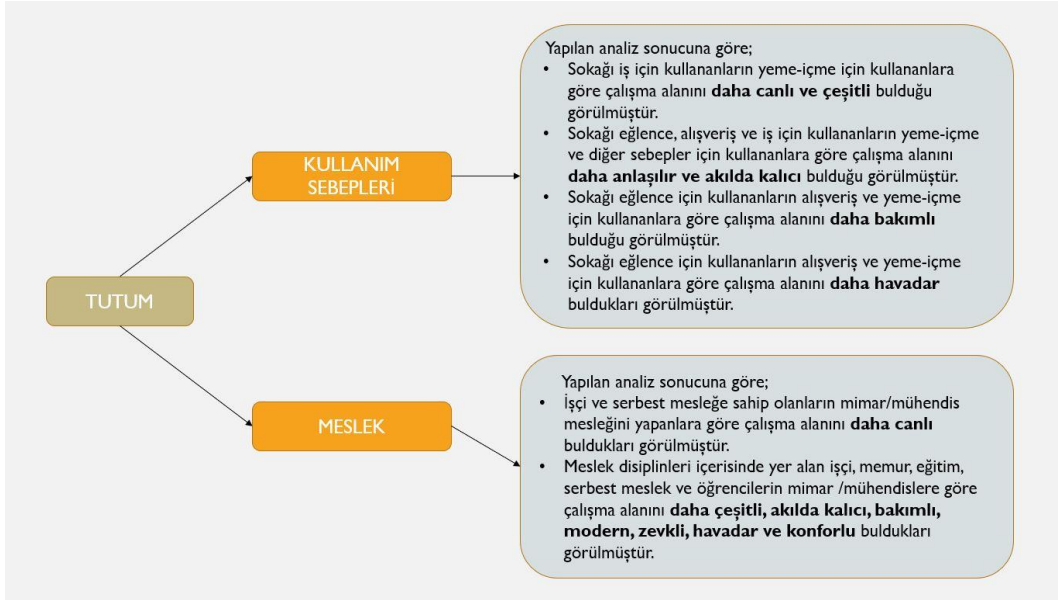 TUTUM
KULLANIM
SEBEPLERİ
Yapılan analiz sonucuna göre;
• Sokağı iş için kullananların yeme-içme için kullananlara
göre çalışma alanını daha canlı ve çeşitli bulduğu
görülmüştür.
• Sokağı eğlence, alışveriş ve iş için kullananların yeme-içme
ve diğer sebepler için kullananlara göre çalışma alanını
daha anlaşılır ve akılda kalıcı bulduğu görülmüştür.
• Sokağı eğlence için kullananların alışveriş ve yeme-içme
için kullananlara göre çalışma alanını daha bakımlı
bulduğu görülmüştür.
• Sokağı eğlence için kullananların alışveriş ve yeme-içme
için kullananlara göre çalışma alanını daha havadar
buldukları görülmüştür.
MESLEK
Yapılan analiz sonucuna göre;
• İşçi ve serbest mesleğe sahip olanların mimar/mühendis
mesleğini yapanlara göre çalışma alanını daha canlı
buldukları görülmüştür.
• Meslek disiplinleri içerisinde yer alan işçi, memur, eğitim,
serbest meslek ve öğrencilerin mimar /mühendislere göre
çalışma alanını daha çeşitli, akılda kalıcı, bakımlı,
modern, zevkli, havadar ve konforlu buldukları
görülmüştür.